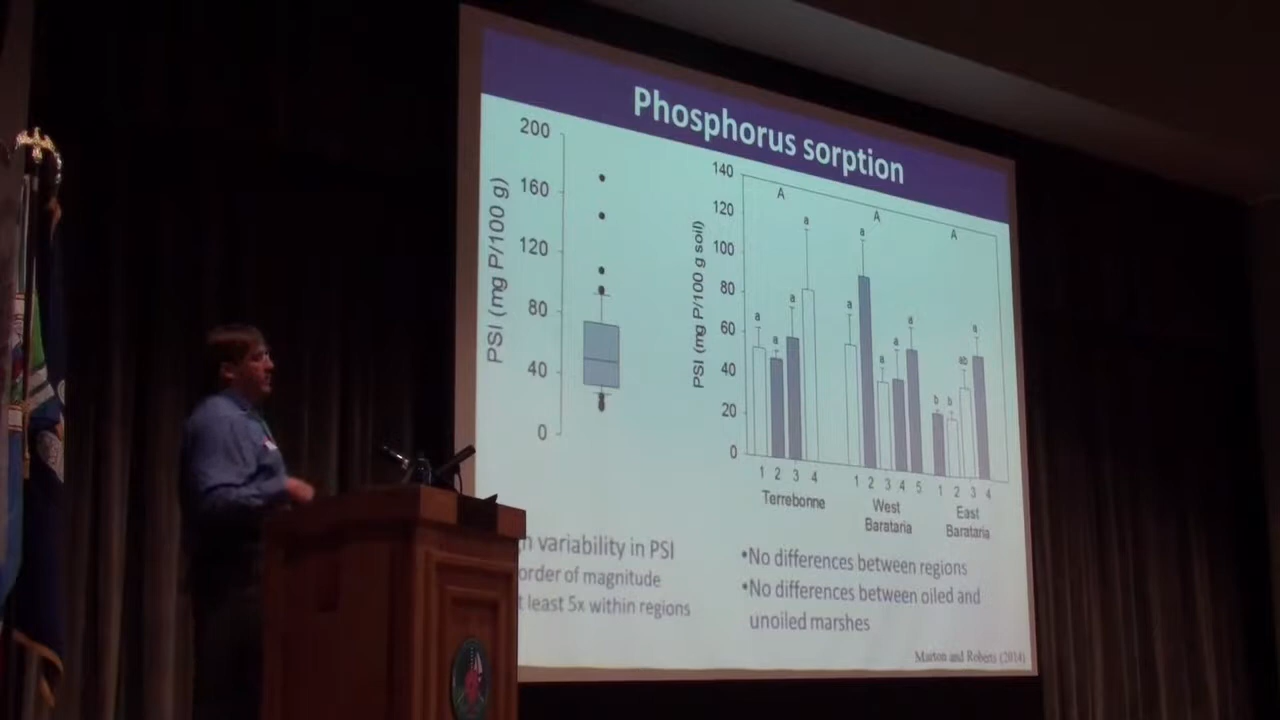 Phosphorus sorption
200
160
120
80
40
0
PSI (mg P/100 g)
140
120
100
80
60
40
20
0
PSI (mg P/100 g soil)
A A A
a a a a a a a a a b b ab a
1 2 3 4 1 2 3 4 5 1 2 3 4
Terrebonne
West
Barataria
East
Barataria
variability in PSI
order of magnitude
least 5x within regions
•No differences between regions
•No differences between oiled and
unoiled marshes
Marton and Roberts (2014)